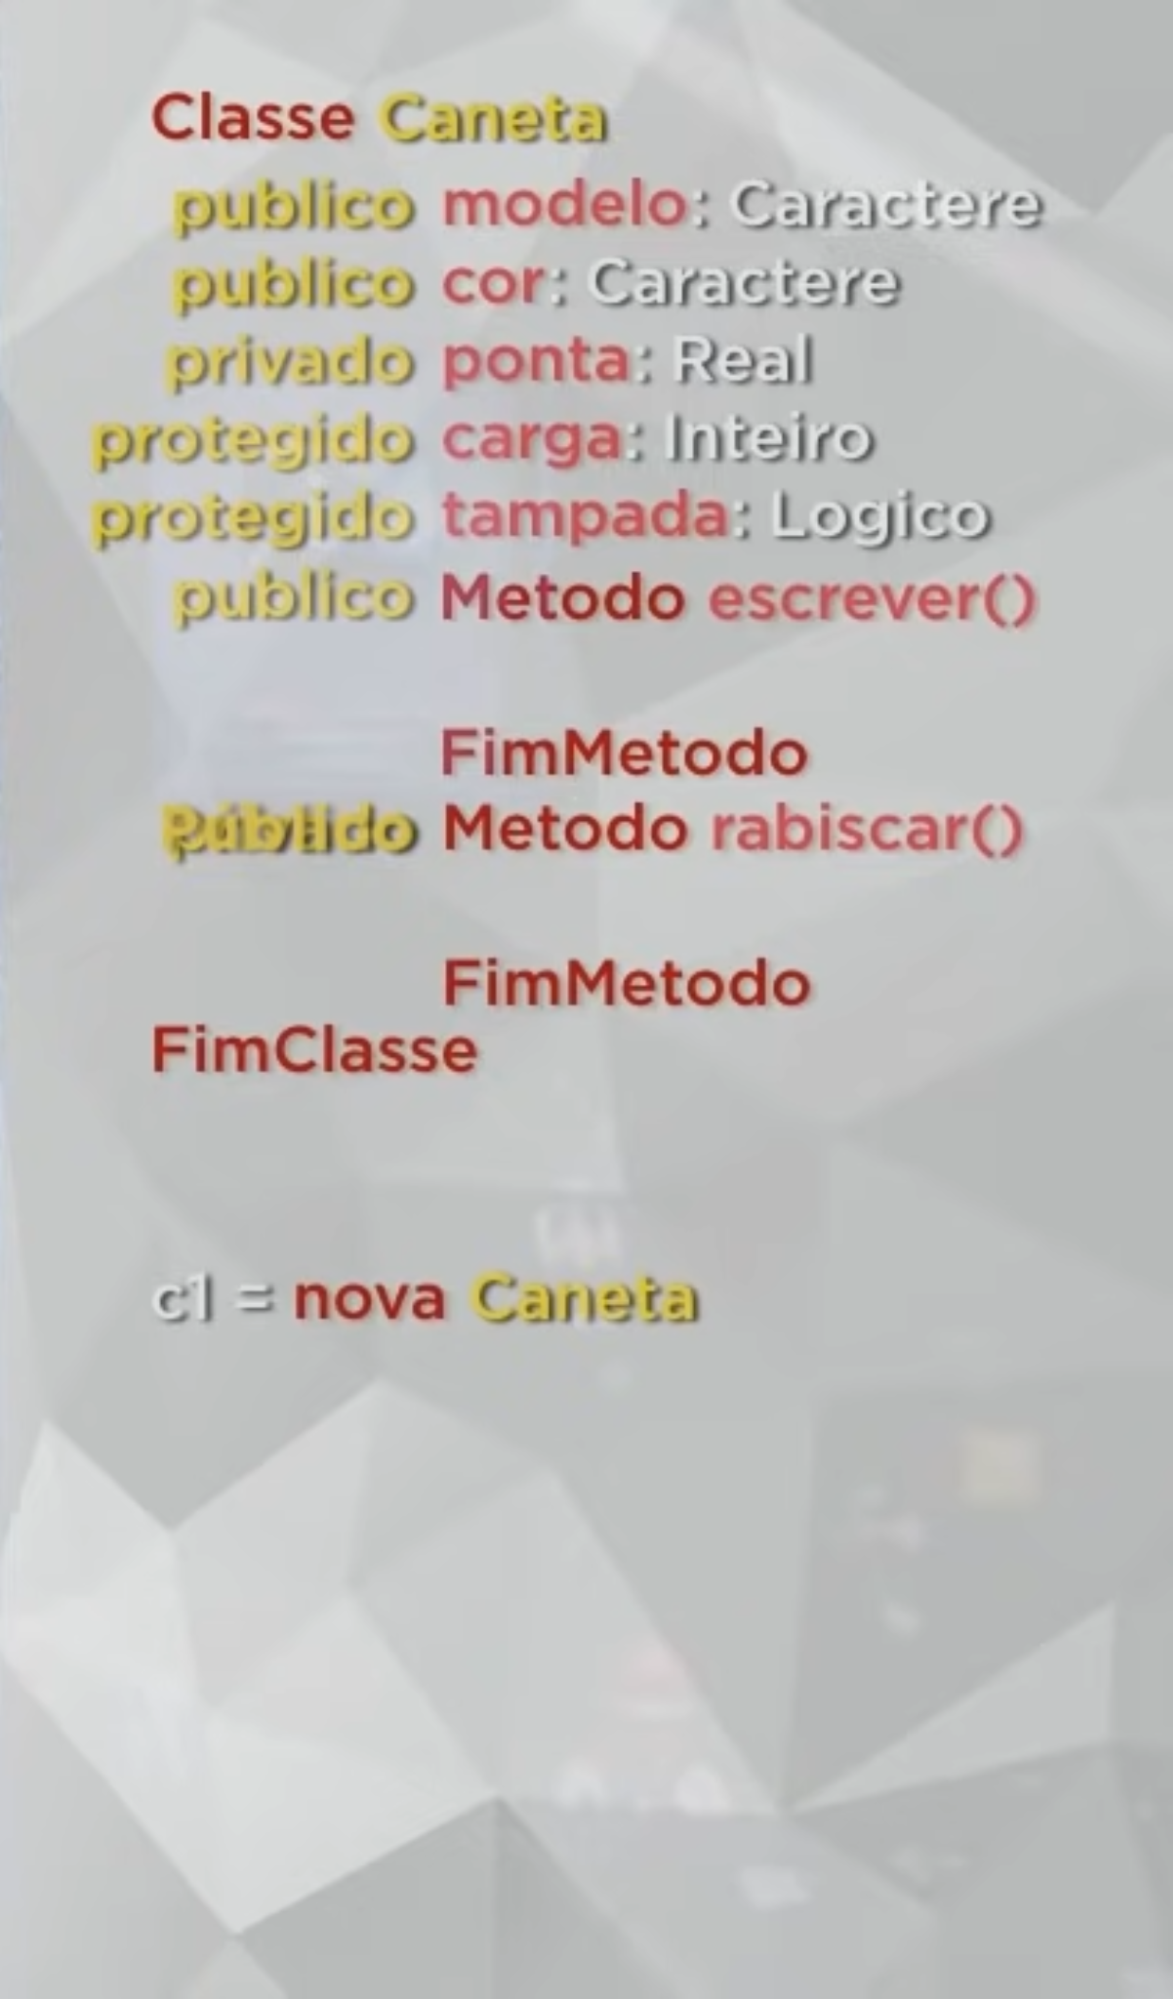 Classe Caneta
publico modelo: Caractere
publico cor: Caractere
privado ponta: Real
protegido carga: Inteiro
protegido tampada: Logico
publico Metodo escrever()
FimMetodo
Metodo rabiscar()
FimMetodo
FimClasse
c1 = nova Caneta